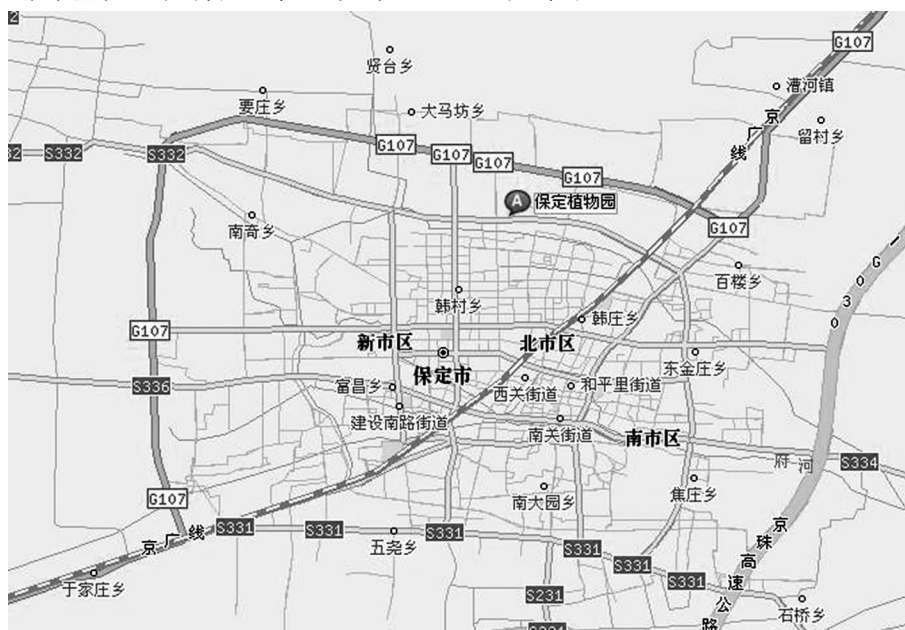 G107
贤台乡
漕河镇
要庄乡
大马坊乡
京广线
留村乡
G107
G107
G107
G107
S332
S332
A
保定植物园
南奇乡
G107
百楼乡
G030
韩村乡
韩庄乡
G107
新市区
北市区
保定市
东金庄乡
S336
富昌乡
西关街道
和平里街道
建设南路街道
南关街道
南市区
府河
S334
G107
南大园乡
焦庄乡
京广线
S331
S331
五尧乡
S331
S331
S331
S331
京珠高速公路
于家庄乡
S231
石桥乡